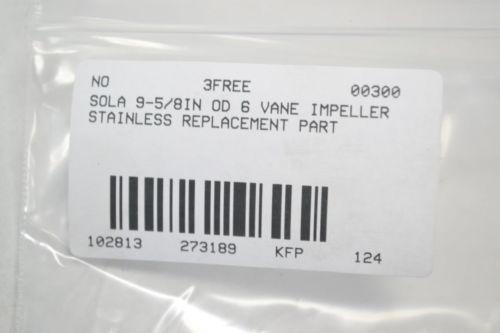 NO 3FREE 00300
SOLA 9-5/8IN OD 6 VANE IMPELLER
STAINLESS REPLACEMENT PART
102813 273189 KFP 124